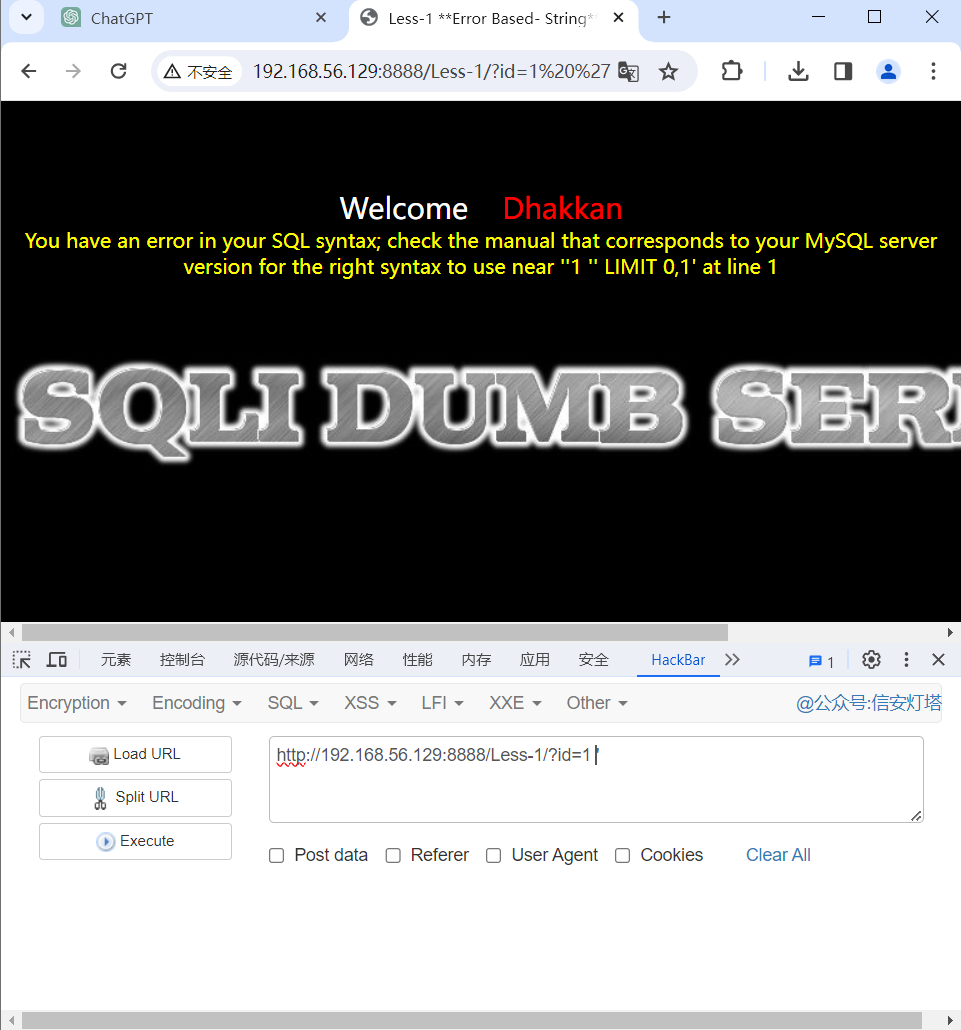 ChatGPT
Less-1 **Error Based- String*
不安全
192.168.56.129:8888/Less-1/?id=1%20%27
Welcome Dhakkan
You have an error in your SQL syntax; check the manual that corresponds to your MySQL server
version for the right syntax to use near ''1 '' LIMIT 0,1' at line 1
SQLI DUMB SERI
元素 控制台 源代码/来源 网络 性能 内存 应用 安全 HackBar 1
Encryption Encoding SQL XSS LFI XXE Other @公众号:信安灯塔
Load URL
Split URL
Execute
http://192.168.56.129:8888/Less-1/?id=1 '
Post data Referer User Agent Cookies Clear All